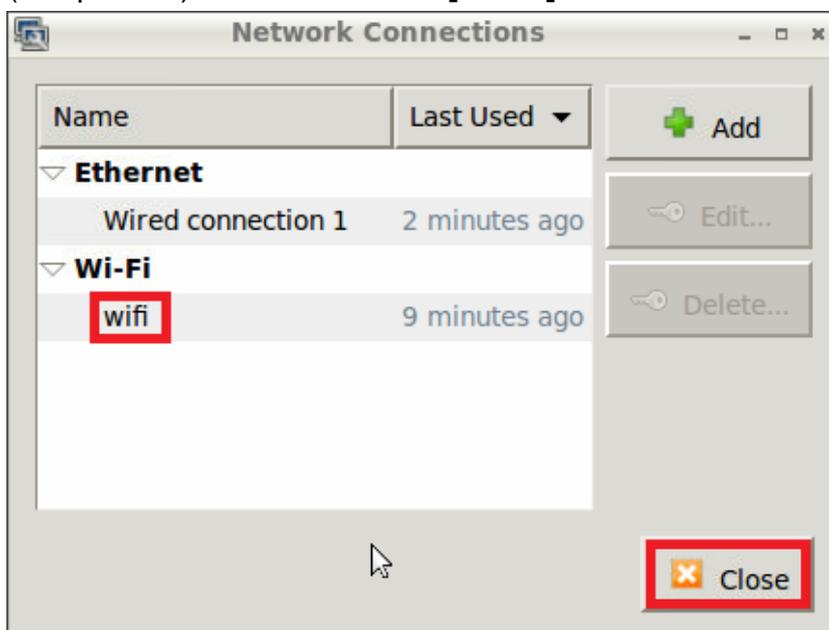 Network Connections
Name Last Used
Add
Ethernet
Wired connection 1 2 minutes ago
Edit...
Wi-Fi
wifi 9 minutes ago
Delete...
Close